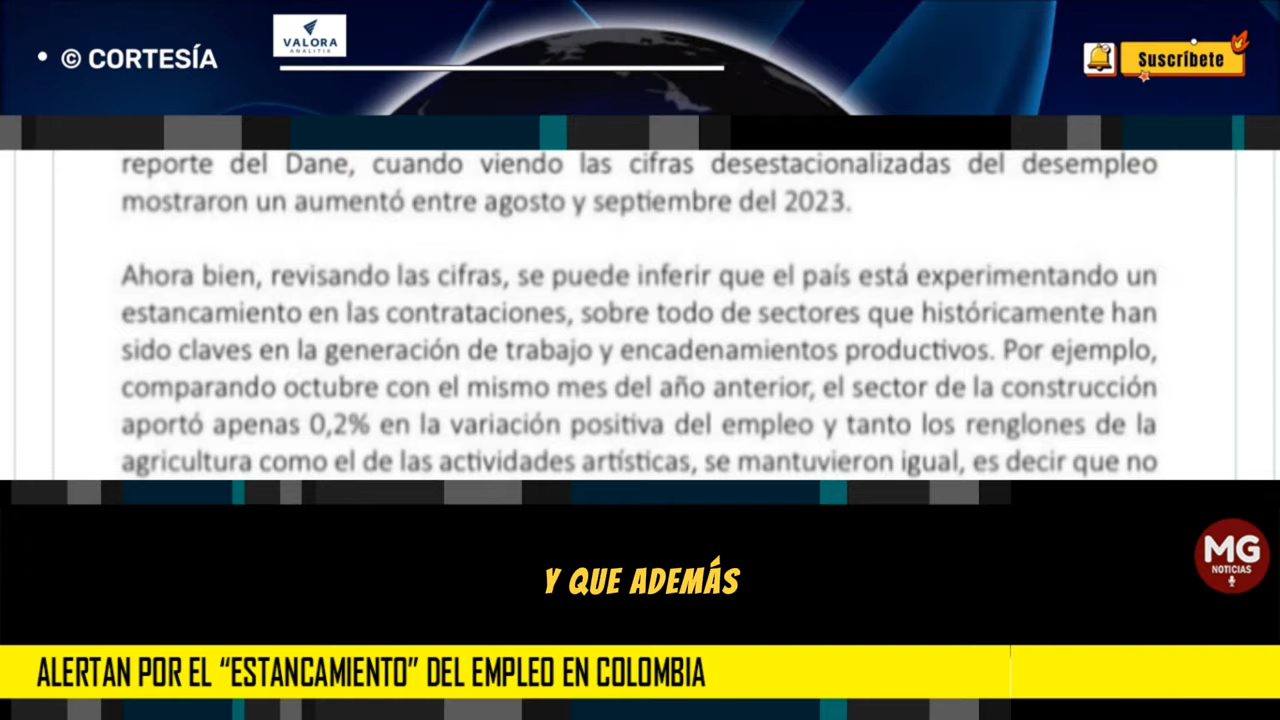 • © CORTESÍA
VALORA
ANALITIK
Suscríbete
reporte del Dane, cuando viendo las cifras desestacionalizadas del desempleo
mostraron un aumentó entre agosto y septiembre del 2023.
Ahora bien, revisando las cifras, se puede inferir que el país está experimentando un
estancamiento en las contrataciones, sobre todo de sectores que históricamente han
sido claves en la generación de trabajo y encadenamientos productivos. Por ejemplo,
comparando octubre con el mismo mes del año anterior, el sector de la construcción
aportó apenas 0,2% en la variación positiva del empleo y tanto los renglones de la
agricultura como el de las actividades artísticas, se mantuvieron igual, es decir que no
Y QUE ADEMÁS
MG
NOTICIAS
ALERTAN POR EL “ESTANCAMIENTO” DEL EMPLEO EN COLOMBIA